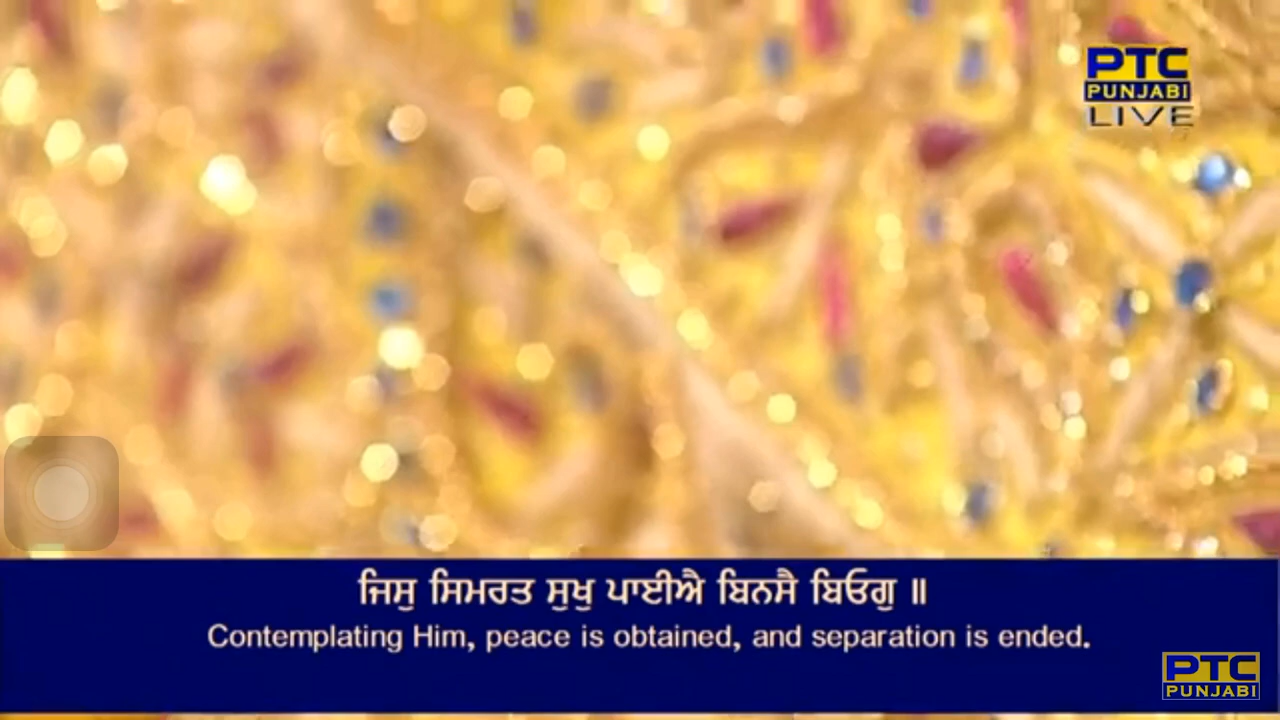 PTC
PUNJABI
LIVE
ਜਿਸੁ ਸਿਮਰਤ ਸੁਖੁ ਪਾਈਐ ਬਿਨਸੈ ਬਿਓਗੁ ॥
Contemplating Him, peace is obtained, and separation is ended.
PTC
PUNJABI